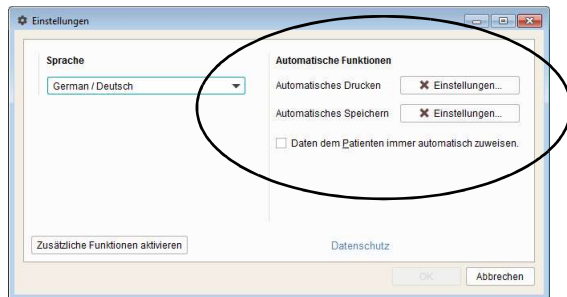 Einstellungen
Sprache
German / Deutsch
Automatische Funktionen
Automatisches Drucken
Einstellungen...
Automatisches Speichern
Einstellungen...
Daten dem Patienten immer automatisch zuweisen.
Zusätzliche Funktionen aktivieren
Datenschutz
OK
Abbrechen